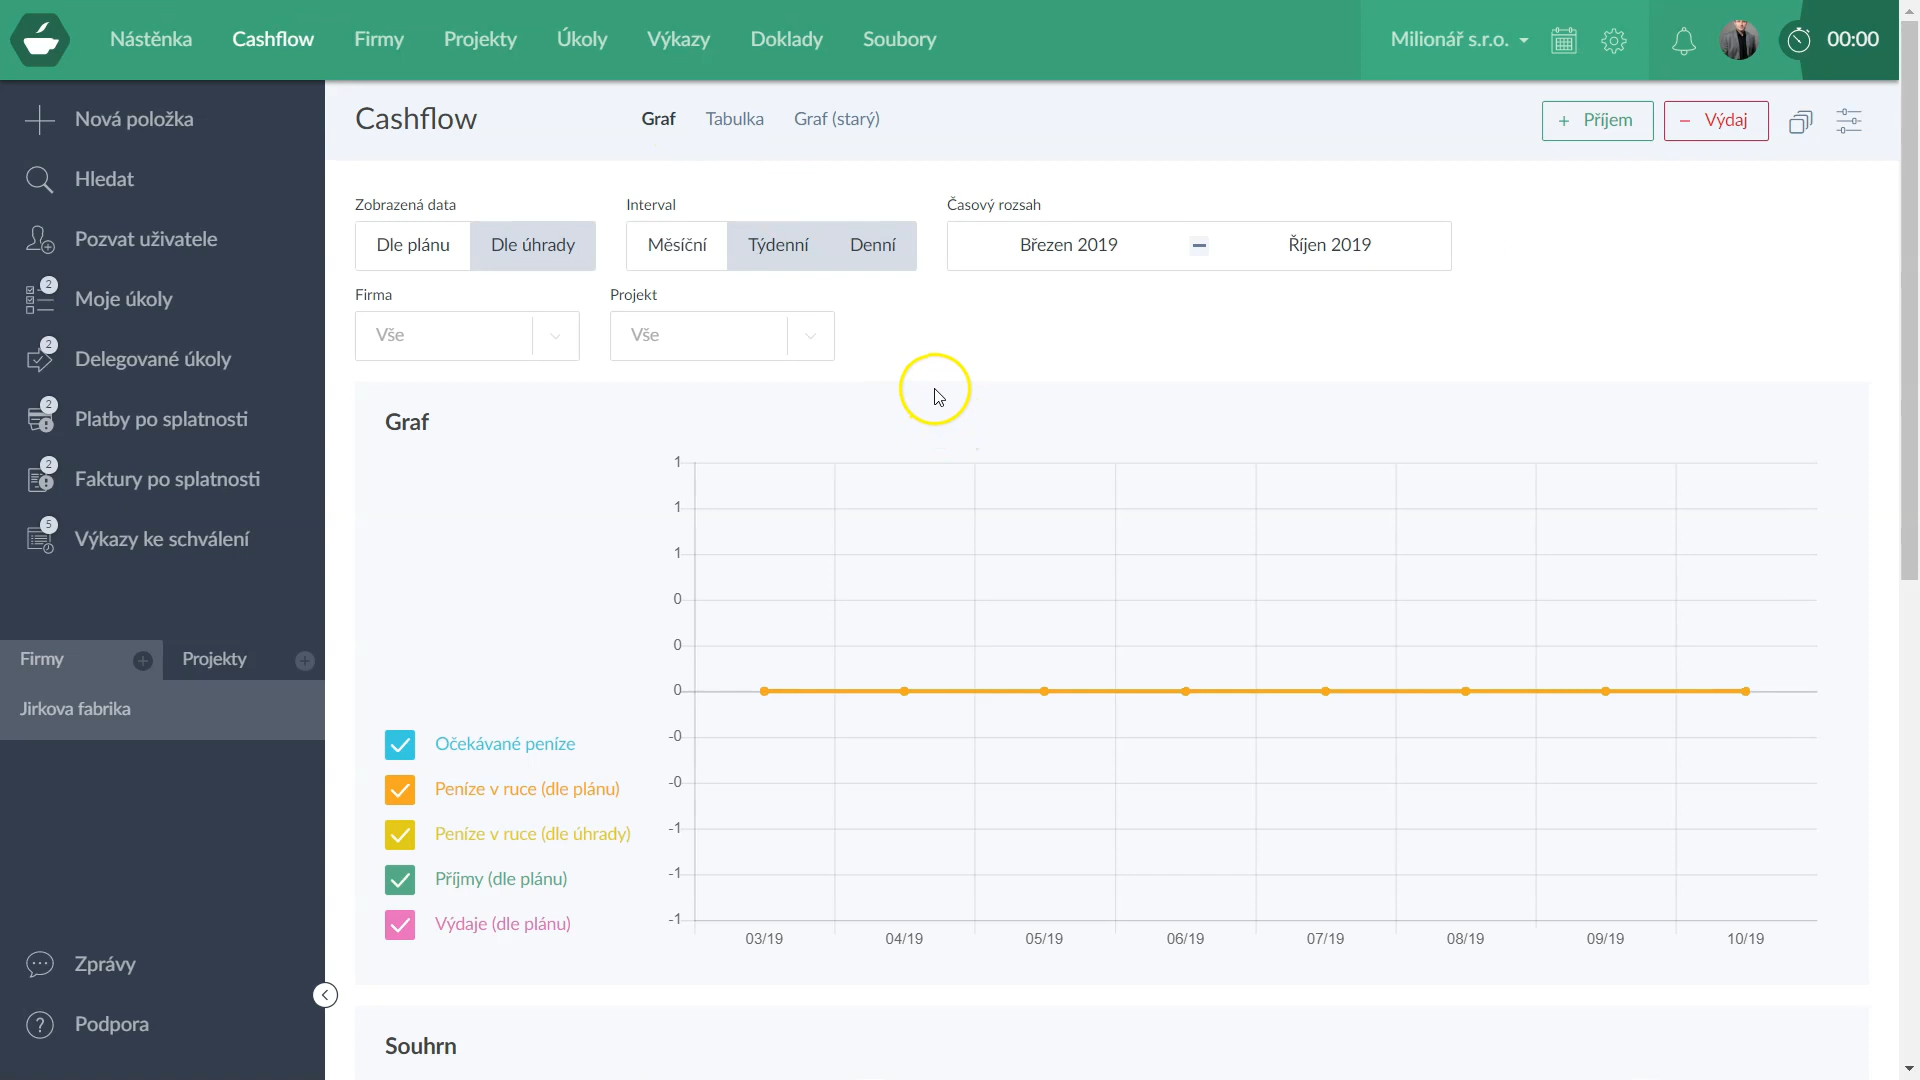 Nástěnka Cashflow Firmy Projekty Úkoly Výkazy Doklady Soubory Milionář s.r.o. 00:00
Nová položka
Hledat
Pozvat uživatele
2
Moje úkoly
2
Delegované úkoly
2
Platby po splatnosti
2
Faktury po splatnosti
5
Výkazy ke schválení
Firmy + Projekty +
Jirkova fabrika
Zprávy
? Podpora
Cashflow Graf Tabulka Graf (starý) + Příjem − Výdaj
Zobrazená data Interval Časový rozsah
Dle plánu Dle úhrady Měsíční Týdenní Denní Březen 2019 − Říjen 2019
Firma Projekt
Vše Vše
Graf
1
1
1
0
0
0
-0
-0
-1
-1
-1
Očekávané peníze
Peníze v ruce (dle plánu)
Peníze v ruce (dle úhrady)
Příjmy (dle plánu)
Výdaje (dle plánu)
03/19 04/19 05/19 06/19 07/19 08/19 09/19 10/19
Souhrn